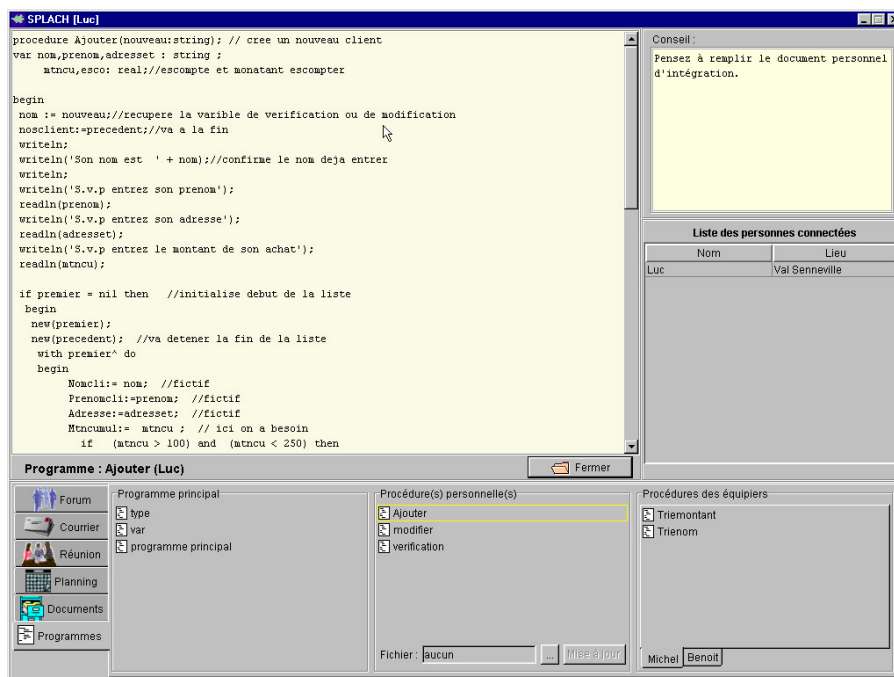 SPLACH [Luc]
procedure Ajouter(nouveau:string); // cree un nouveau client
var nom,prenom,adresset : string ;
mtncu,esco: real;//escompte et monatant escompter
begin
nom := nouveau;//recupere la varible de verification ou de modification
nosclient:=precedent;//va a la fin
writeln;
writeln('Son nom est  ' + nom);//confirme le nom deja entrer
writeln;
writeln('S.v.p entrez son prenom');
readln(prenom);
writeln('S.v.p entrez son adresse');
readln(adresset);
writeln('S.v.p entrez le montant de son achat');
readln(mtncu);
if premier = nil then   //initialise debut de la liste
begin
new(premier);
new(precedent);  //va detener la fin de la liste
with premier^ do
begin
Nomcli:= nom;  //fictif
Prenomcli:=prenom;  //fictif
Adresse:=adresset;  //fictif
Mtncumul:=  mtncu ;  // ici on a besoin
if   (mtncu > 100) and  (mtncu < 250) then
Programme : Ajouter (Luc)
Fermer
Conseil :
Pensez à remplir le document personnel
d'intégration.
Liste des personnes connectées
Nom Lieu
Luc Val Senneville
Forum
Courrier
Réunion
Planning
Documents
Programmes
Programme principal
type
var
programme principal
Procédure(s) personnelle(s)
Ajouter
modifier
verification
Fichier : aucun ... Mise à jour
Procédures des équipiers
Triemontant
Trienom
Michel Benoit